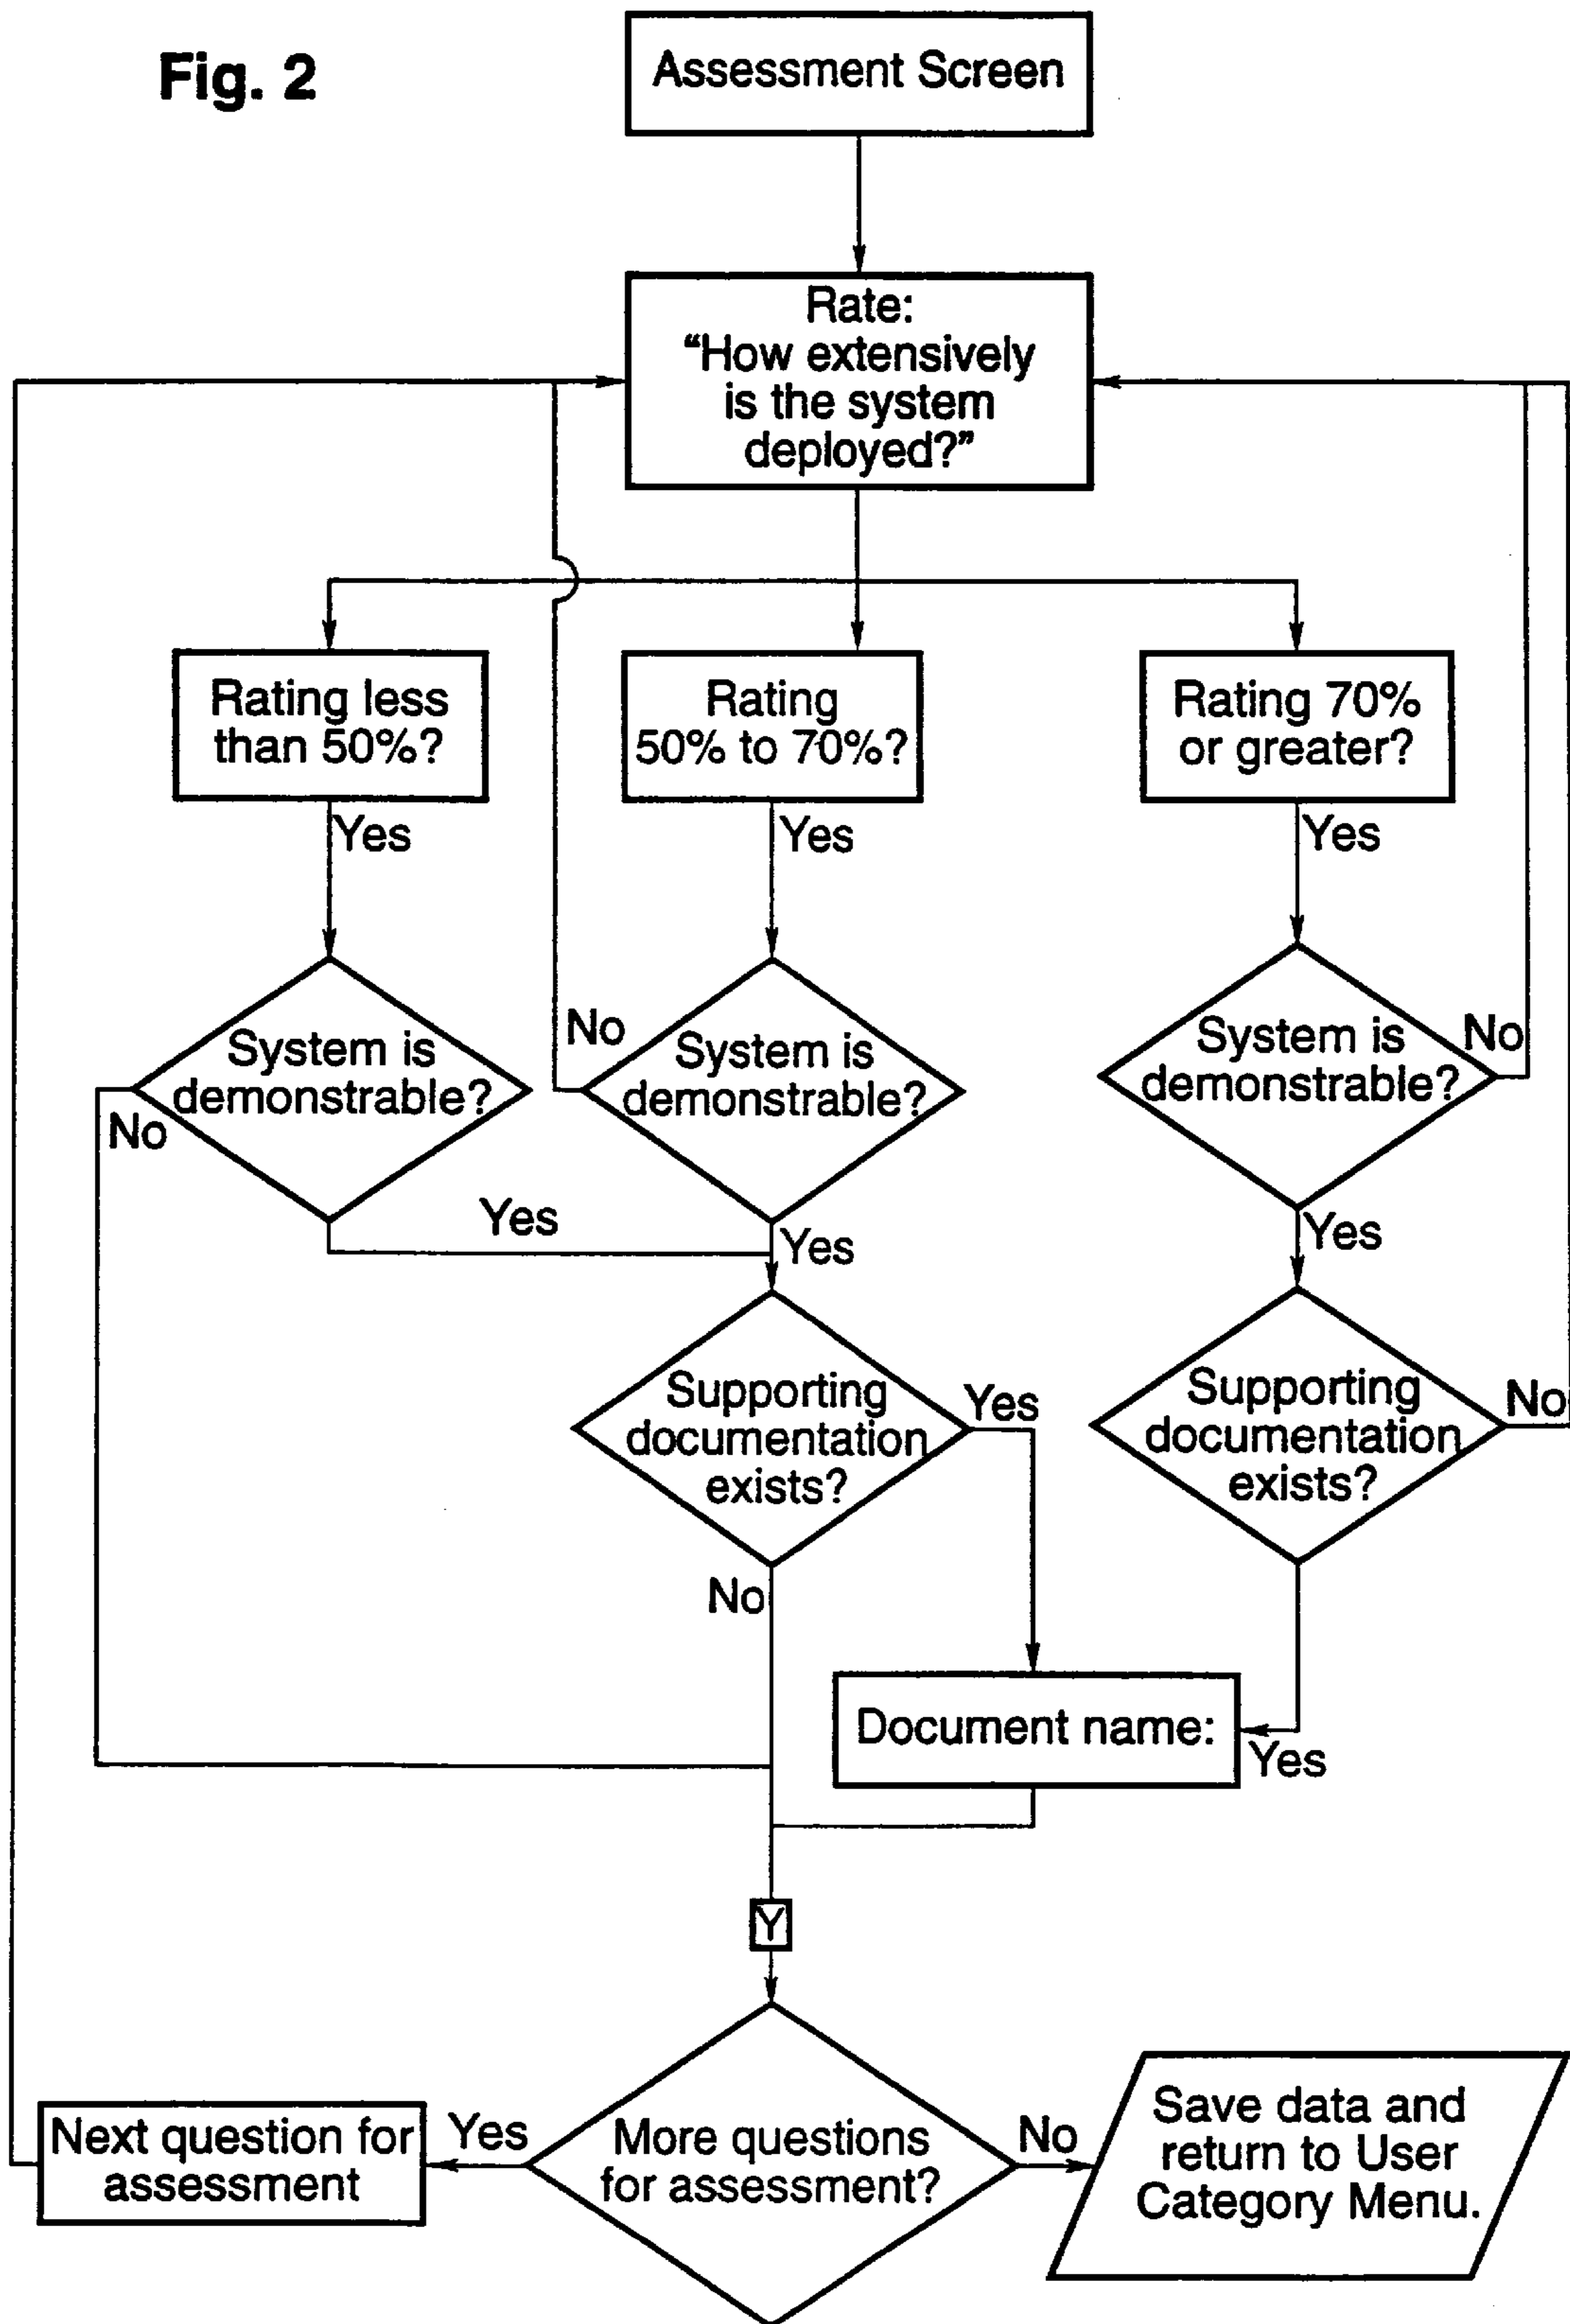 Fig. 2
Assessment Screen
Rate:
“How extensively
is the system
deployed?”
Rating less
than 50%?
Rating
50% to 70%?
Rating 70%
or greater?
Yes
Yes
Yes
System is
demonstrable?
No
No
System is
demonstrable?
System is
demonstrable?
No
Yes
Yes
Yes
Supporting
documentation
exists?
Yes
Supporting
documentation
exists?
No
No
Document name:
Yes
Y
Next question for
assessment
Yes
More questions
for assessment?
No
Save data and
return to User
Category Menu.